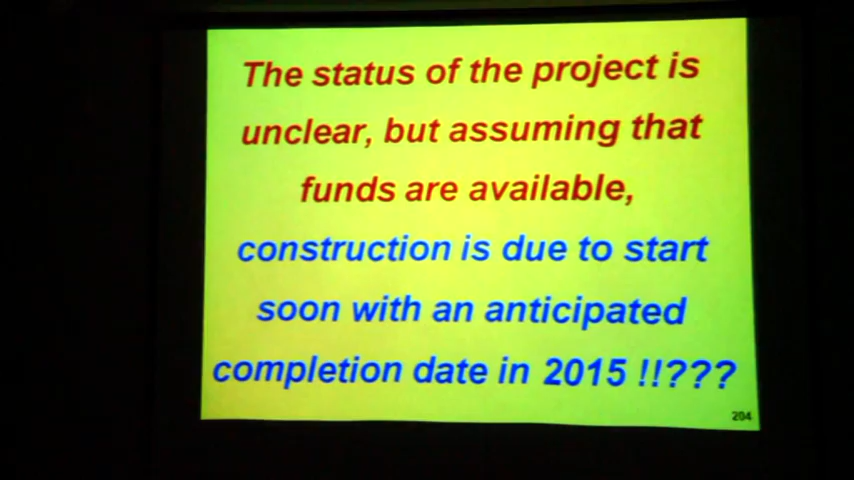 The status of the project is
unclear, but assuming that
funds are available,
construction is due to start
soon with an anticipated
completion date in 2015 !!???
204